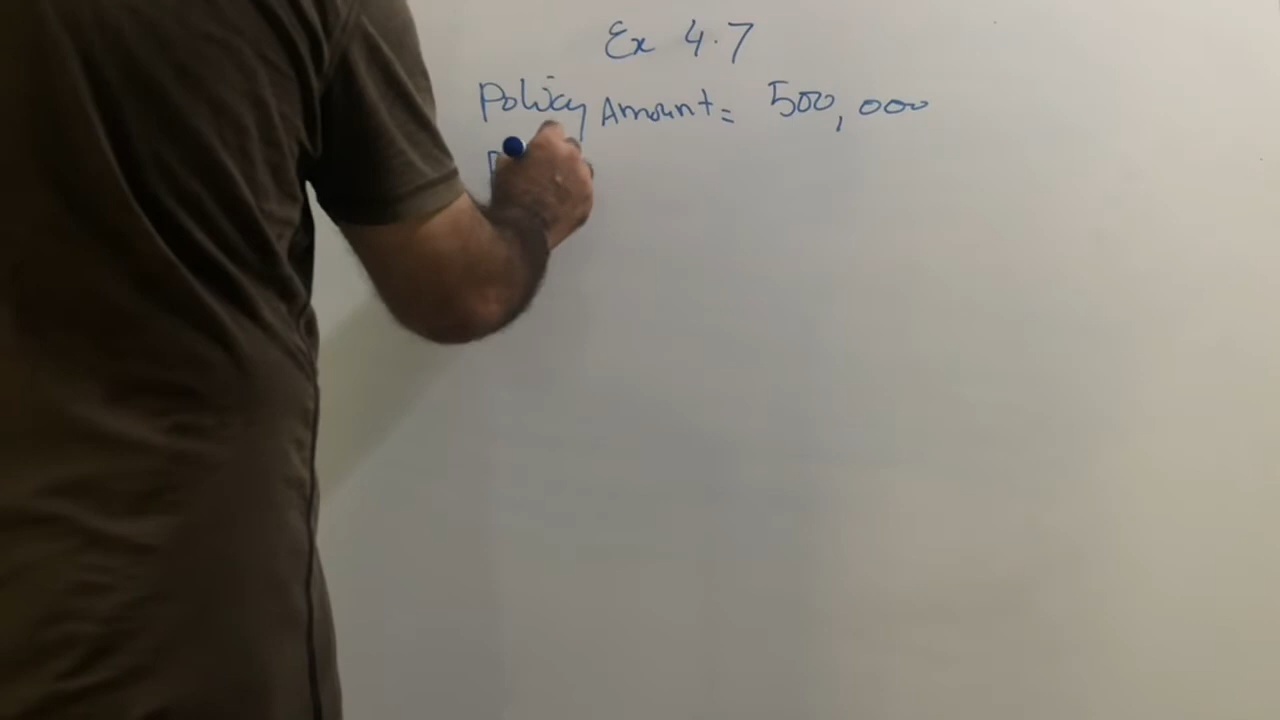 Ex 4.7
Policy Amount = 500,000